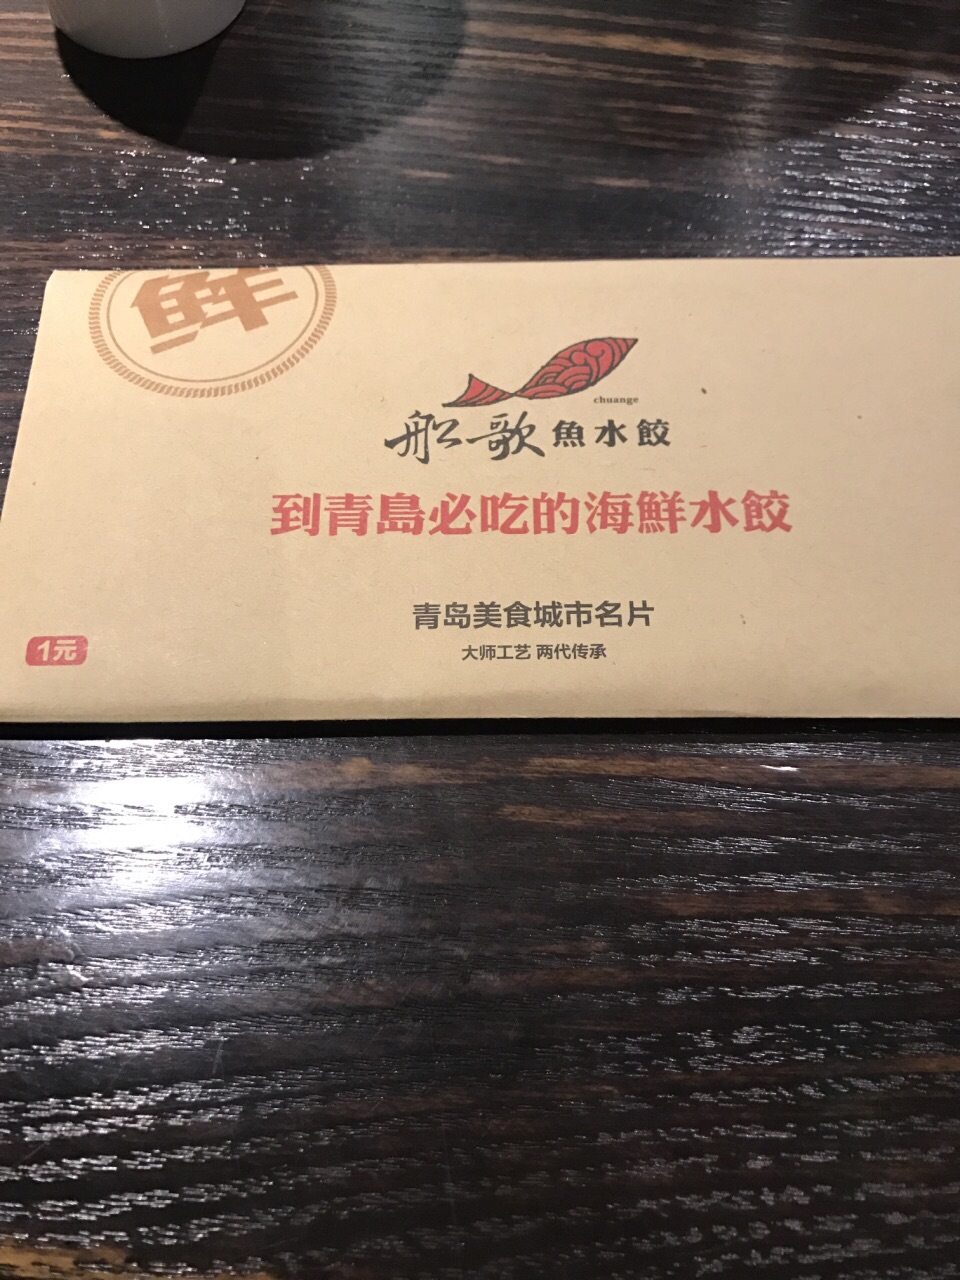 鲜
chuange
船歌魚水餃
到青島必吃的海鮮水餃
青岛美食城市名片
1元
大师工艺 两代传承